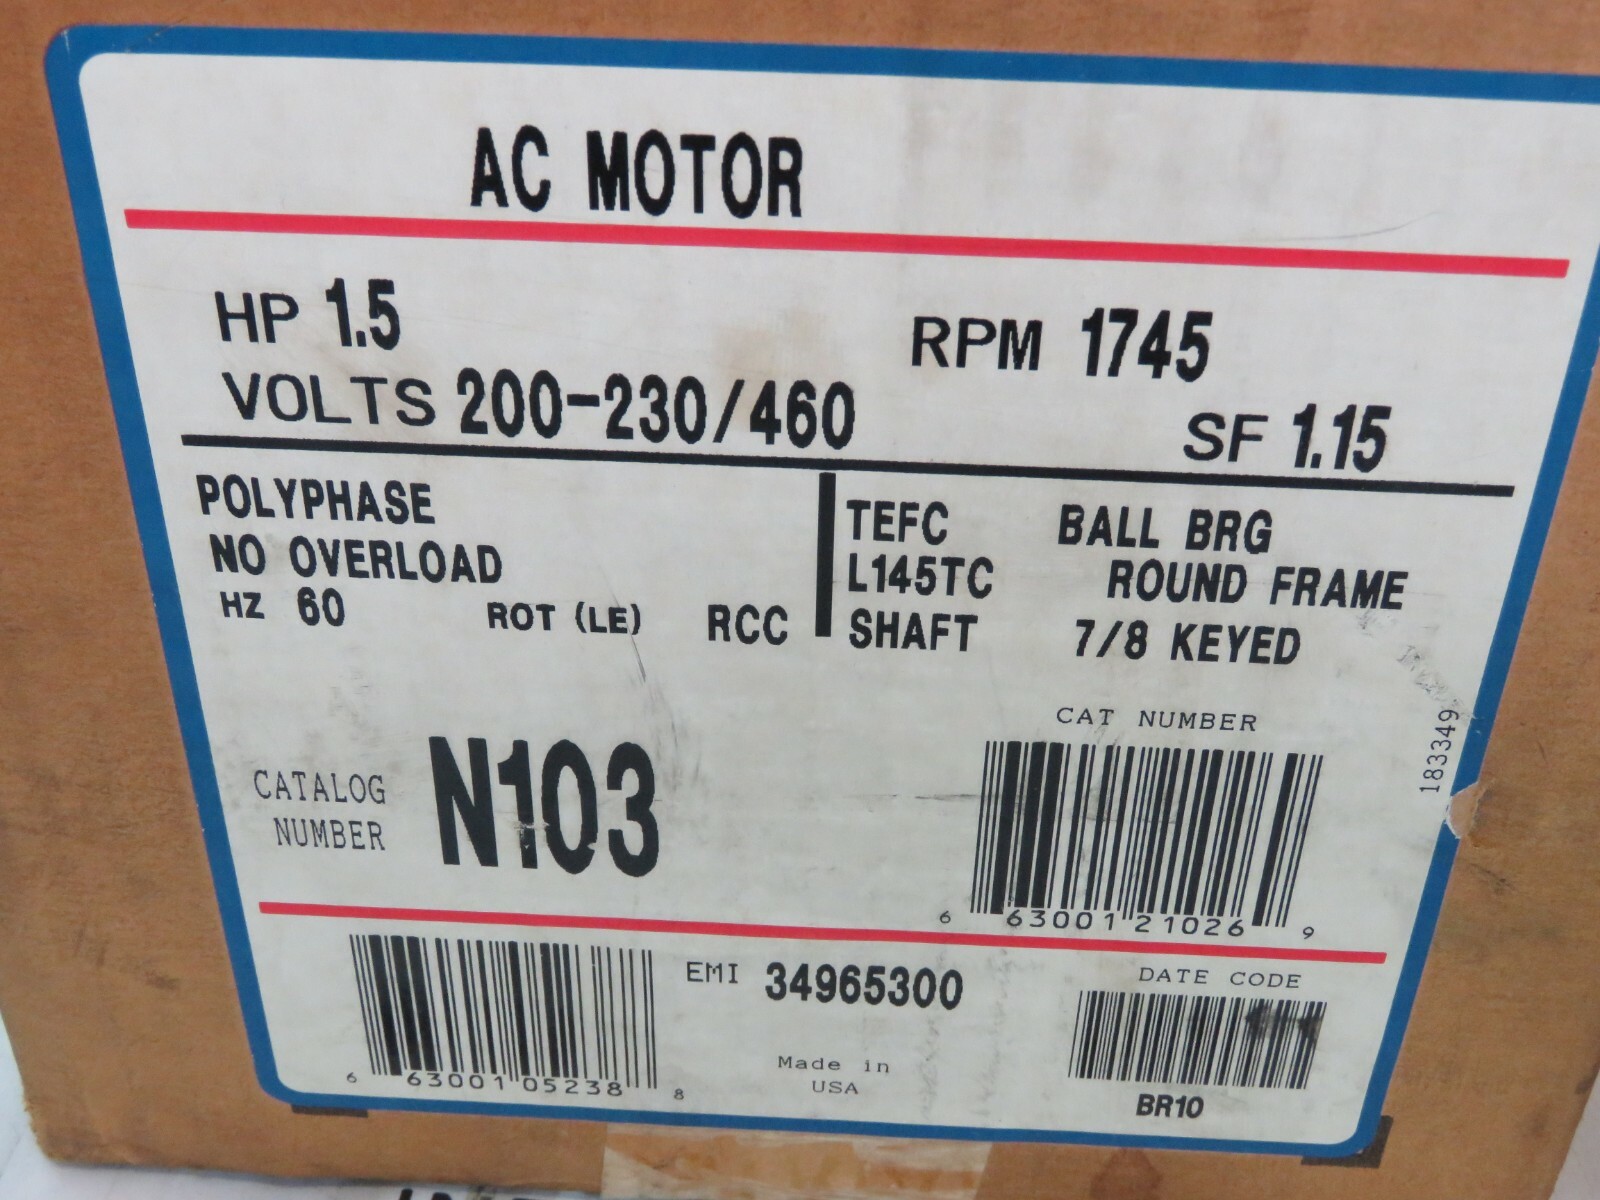 AC MOTOR
HP 1.5
RPM 1745
VOLTS 200-230/460
SF 1.15
POLYPHASE
NO OVERLOAD
HZ 60 ROT (LE) RCC
TEFC BALL BRG
L145TC ROUND FRAME
SHAFT 7/8 KEYED
CATALOG
NUMBER
N103
CAT NUMBER
6 63001 21026 9
183349
6 63001 05238 8
EMI 34965300
Made in
USA
DATE CODE
BR10